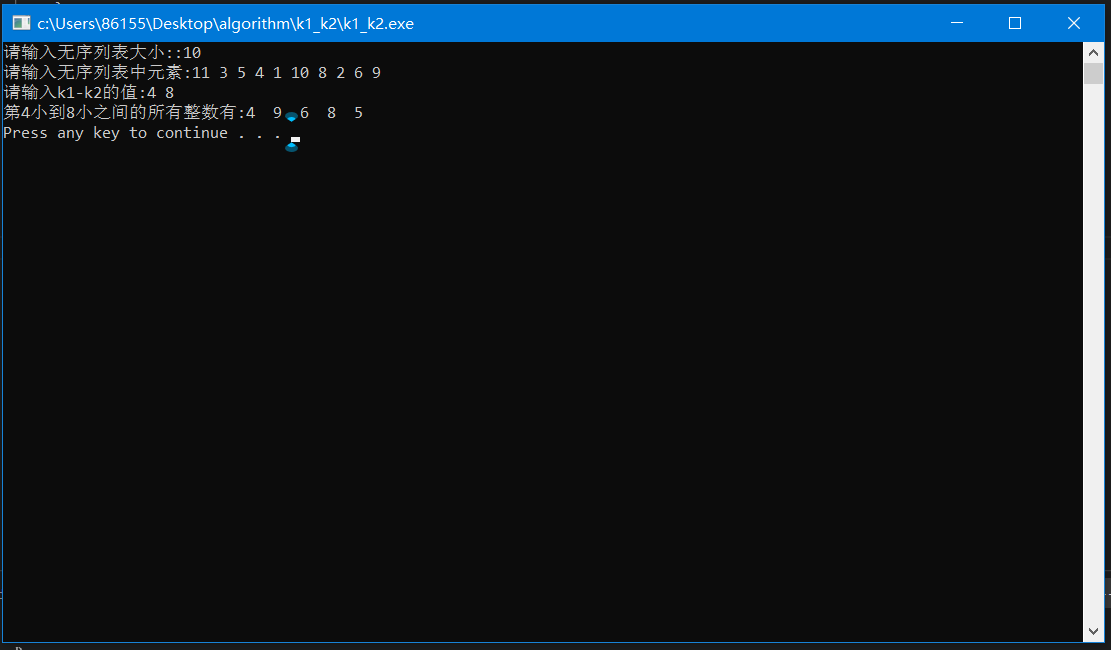 c:\Users\86155\Desktop\algorithm\k1_k2\k1_k2.exe
请输入无序列表大小::10
请输入无序列表中元素:11 3 5 4 1 10 8 2 6 9
请输入k1-k2的值:4 8
第4小到8小之间的所有整数有:4  9  6  8  5
Press any key to continue . . .